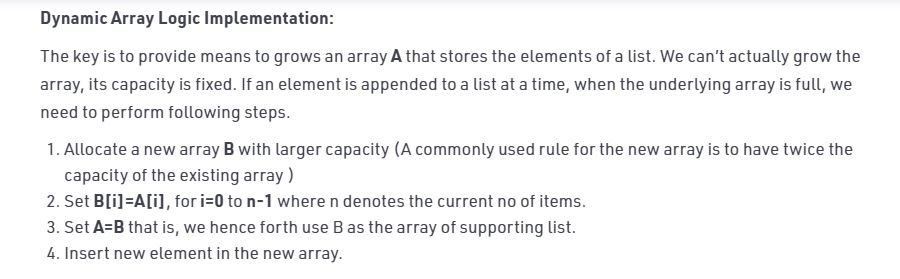 Dynamic Array Logic Implementation:
The key is to provide means to grows an array A that stores the elements of a list. We can't actually grow the
array, its capacity is fixed. If an element is appended to a list at a time, when the underlying array is full, we
need to perform following steps.
1. Allocate a new array B with larger capacity (A commonly used rule for the new array is to have twice the
capacity of the existing array )
2. Set B[i]=A[i], for i=0 to n-1 where n denotes the current no of items.
3. Set A=B that is, we hence forth use B as the array of supporting list.
4. Insert new element in the new array.